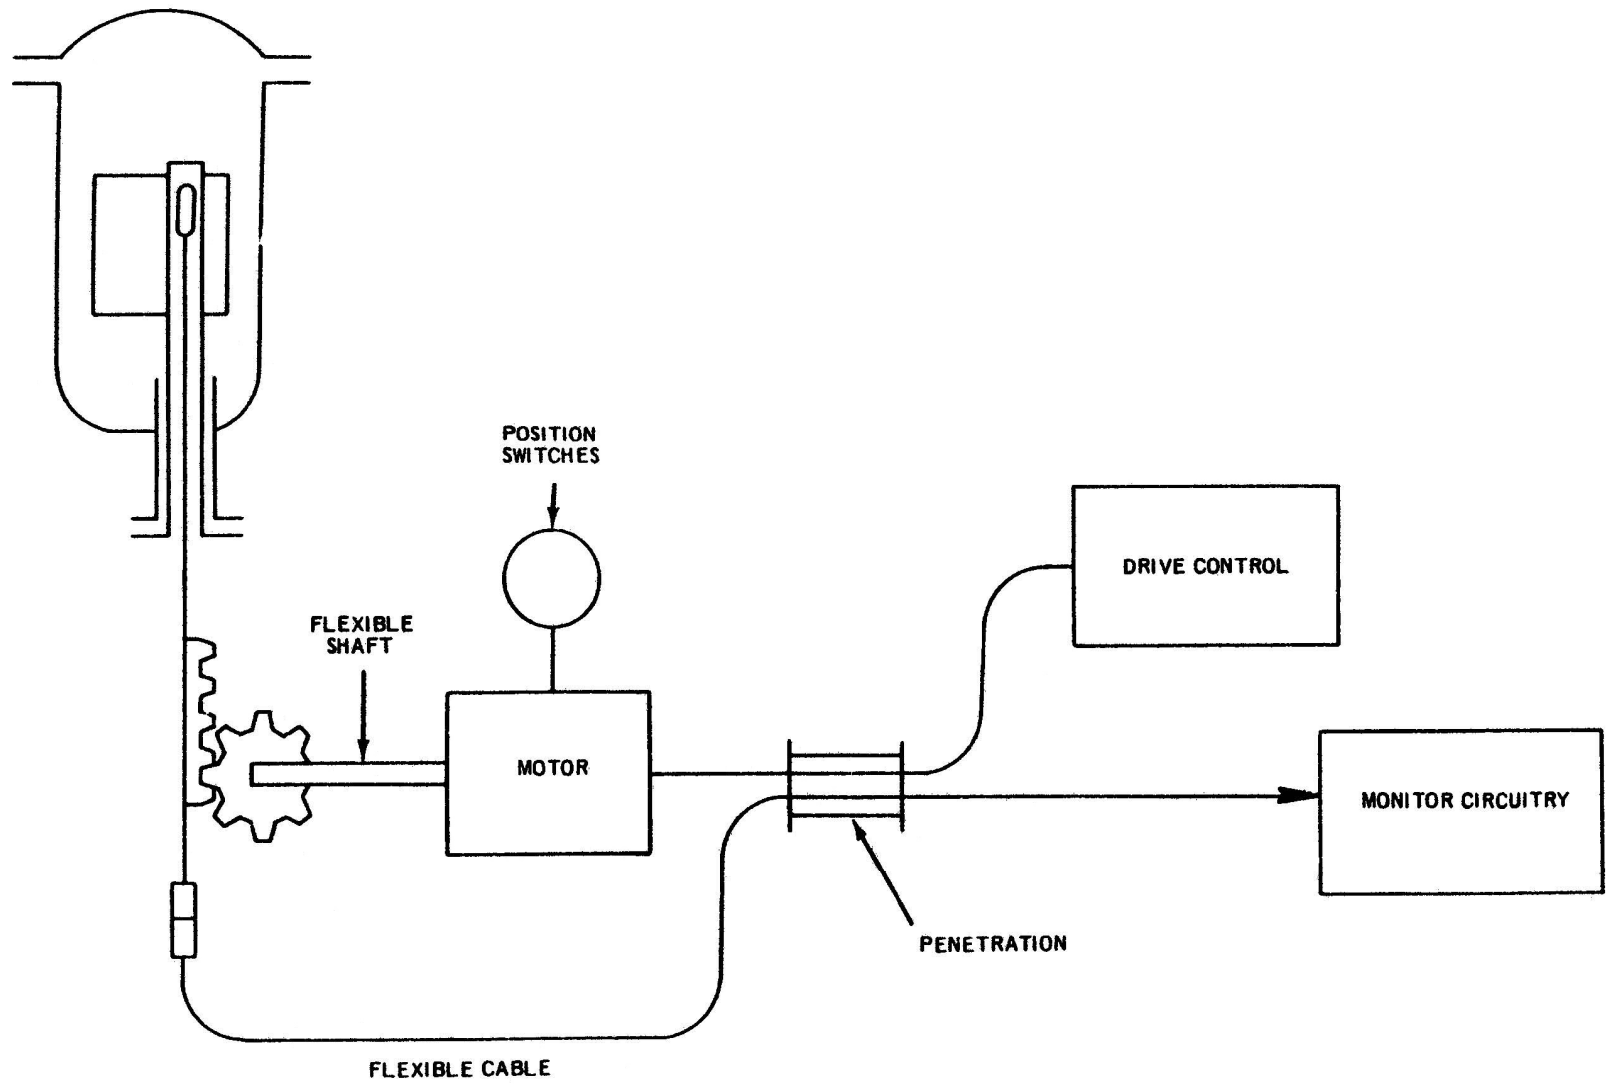 POSITION
SWITCHES
DRIVE CONTROL
FLEXIBLE
SHAFT
MOTOR
MONITOR CIRCUITRY
PENETRATION
FLEXIBLE CABLE